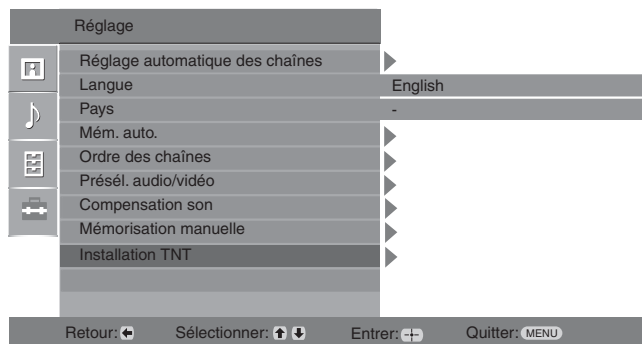 Réglage
Réglage automatique des chaînes
Langue English
Pays -
Mém. auto.
Ordre des chaînes
Présél. audio/vidéo
Compensation son
Mémorisation manuelle
Installation TNT
Retour: Sélectionner: Entrer: Quitter: MENU